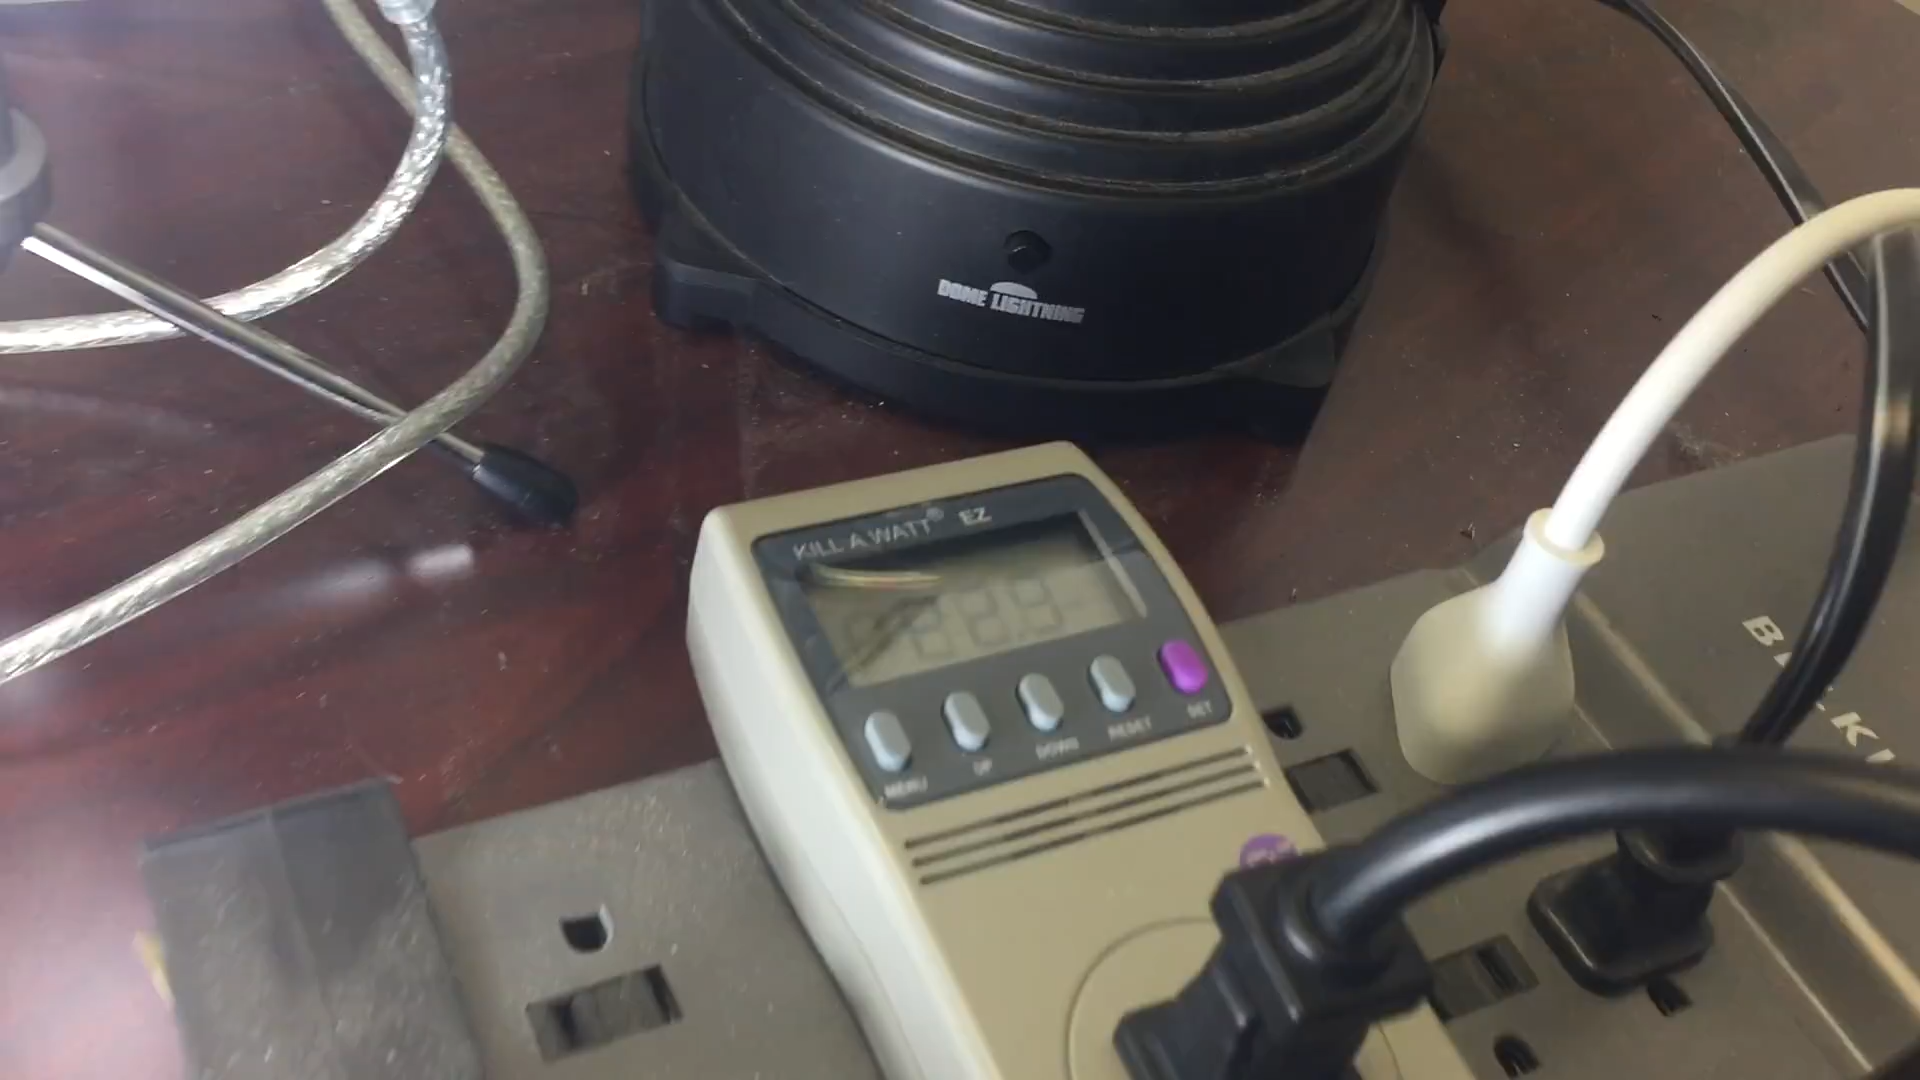 DOME LIGHTNING
KILL A WATT® EZ
MENU
UP
DOWN
RESET
SET